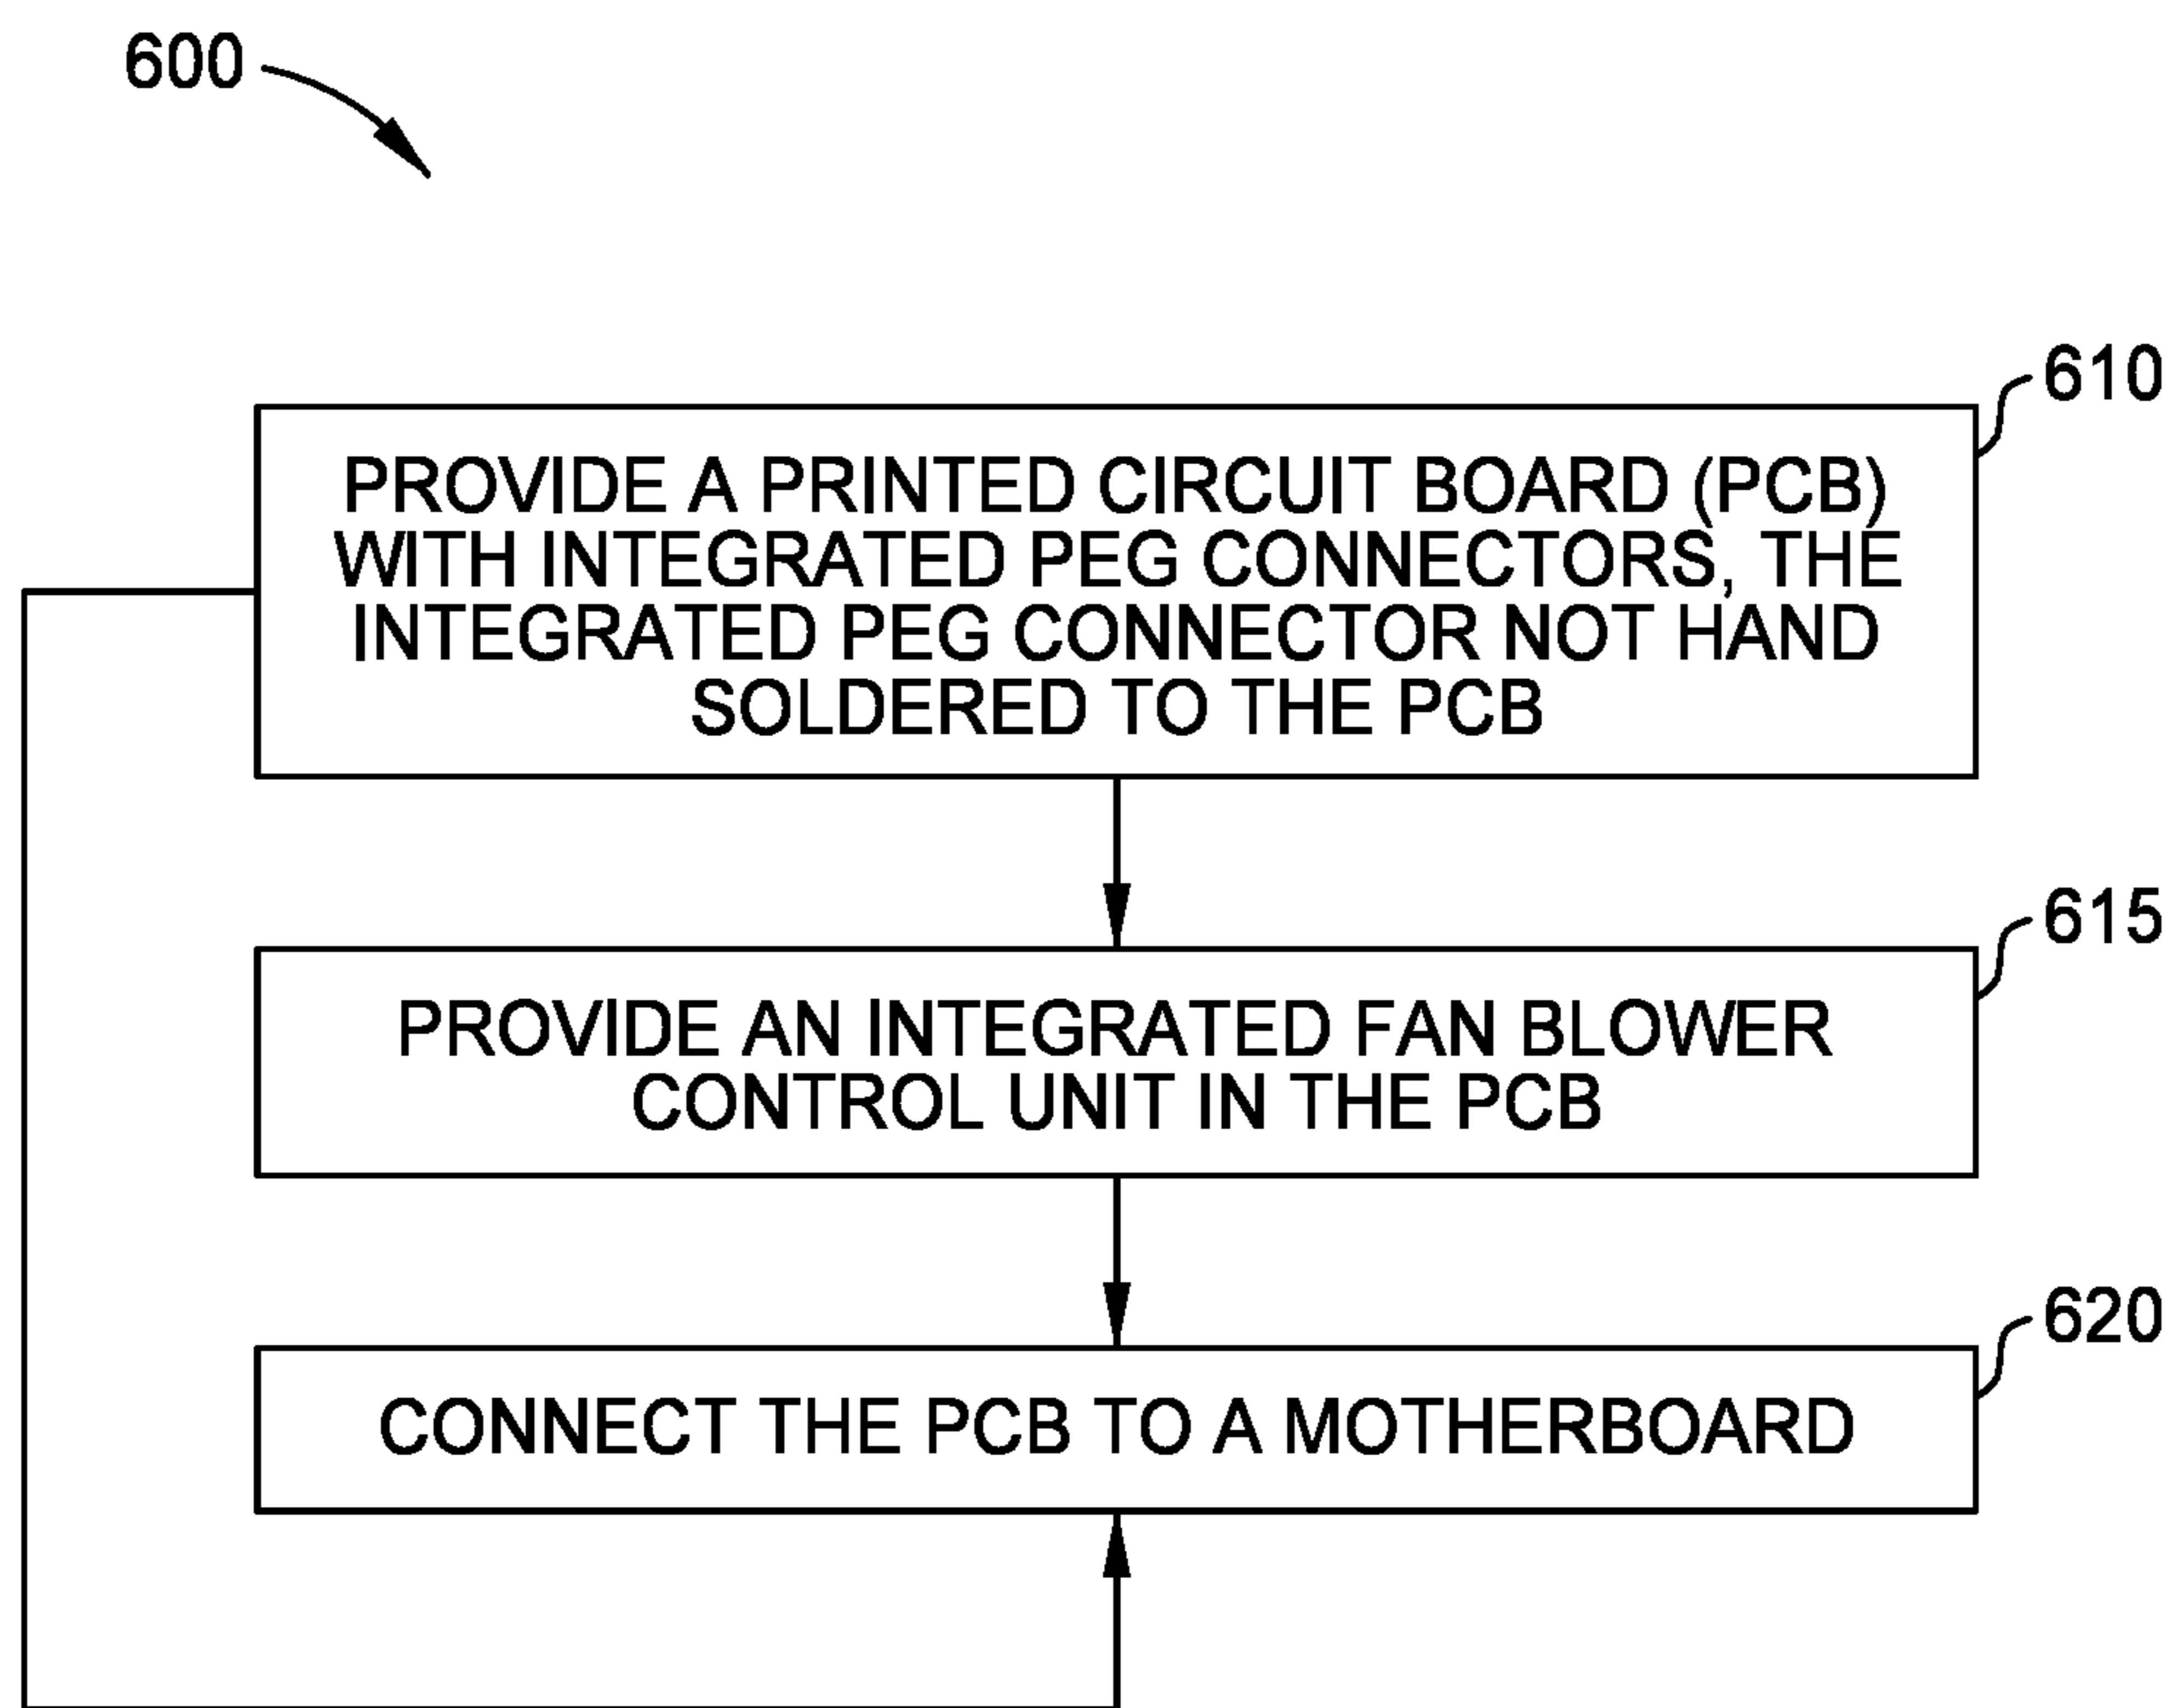 600
610
PROVIDE A PRINTED CIRCUIT BOARD (PCB)
WITH INTEGRATED PEG CONNECTORS, THE
INTEGRATED PEG CONNECTOR NOT HAND
SOLDERED TO THE PCB
615
PROVIDE AN INTEGRATED FAN BLOWER
CONTROL UNIT IN THE PCB
620
CONNECT THE PCB TO A MOTHERBOARD